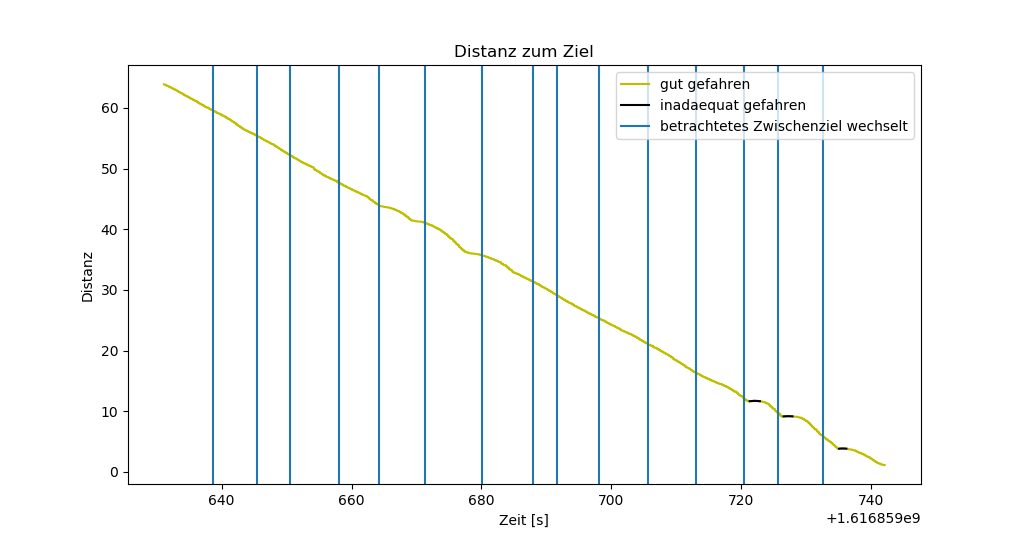 Distanz zum Ziel
gut gefahren
inadaequat gefahren
betrachtetes Zwischenziel wechselt
Distanz
60
50
40
30
20
10
0
640 660 680 700 720 740
Zeit [s]
+1.616859e9